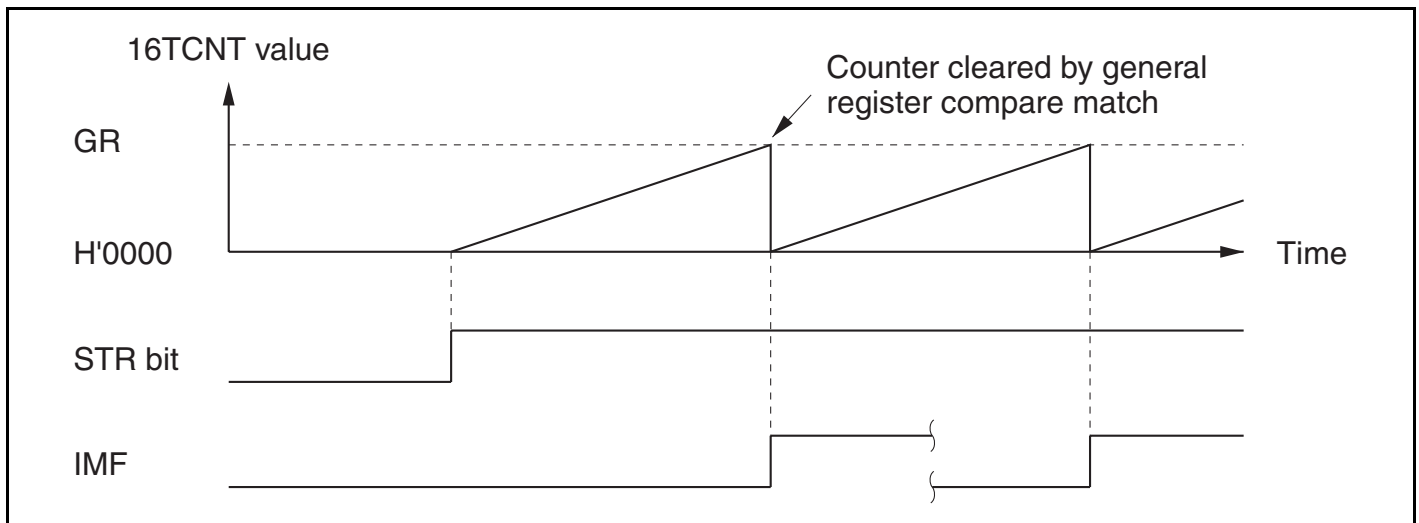 16TCNT value
Counter cleared by general
register compare match
GR
H'0000
Time
STR bit
IMF